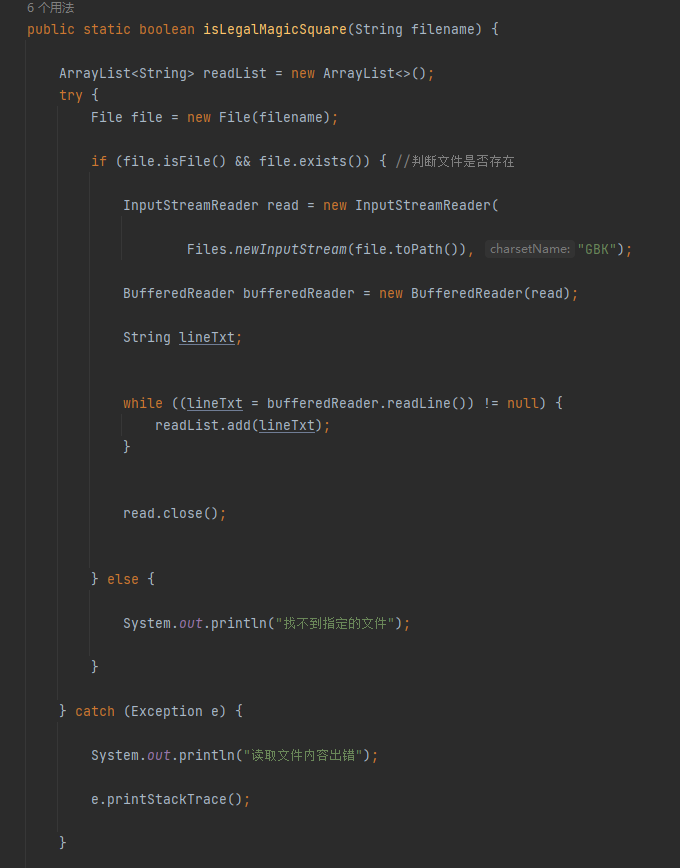 6 个用法
public static boolean isLegalMagicSquare(String filename) {
ArrayList<String> readList = new ArrayList<>();
try {
File file = new File(filename);
if (file.isFile() && file.exists()) { //判断文件是否存在
InputStreamReader read = new InputStreamReader(
Files.newInputStream(file.toPath()), charsetName: "GBK");
BufferedReader bufferedReader = new BufferedReader(read);
String lineTxt;
while ((lineTxt = bufferedReader.readLine()) != null) {
readList.add(lineTxt);
}
read.close();
} else {
System.out.println("找不到指定的文件");
}
} catch (Exception e) {
System.out.println("读取文件内容出错");
e.printStackTrace();
}